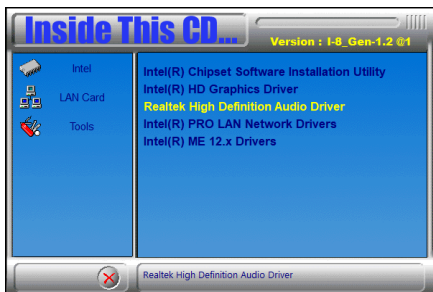 Inside This CD...
Version : I-8_Gen-1.2 @1
Intel
LAN Card
Tools
Intel(R) Chipset Software Installation Utility
Intel(R) HD Graphics Driver
Realtek High Definition Audio Driver
Intel(R) PRO LAN Network Drivers
Intel(R) ME 12.x Drivers
Realtek High Definition Audio Driver